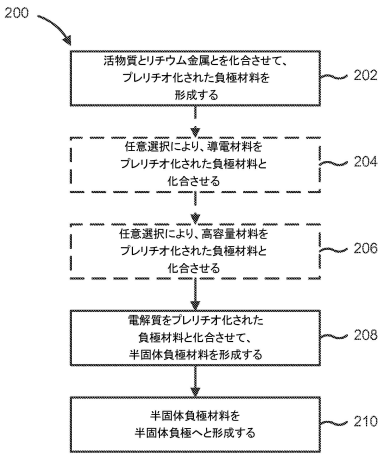 200
活物質とリチウム金属とを化合させて、
プレリチオ化された負極材料を
形成する
202
任意選択により、導電材料を
プレリチオ化された負極材料と
化合させる
204
任意選択により、高容量材料を
プレリチオ化された負極材料と
化合させる
206
電解質をプレリチオ化された
負極材料と化合させて、
半固体負極材料を形成する
208
半固体負極材料を
半固体負極へと形成する
210